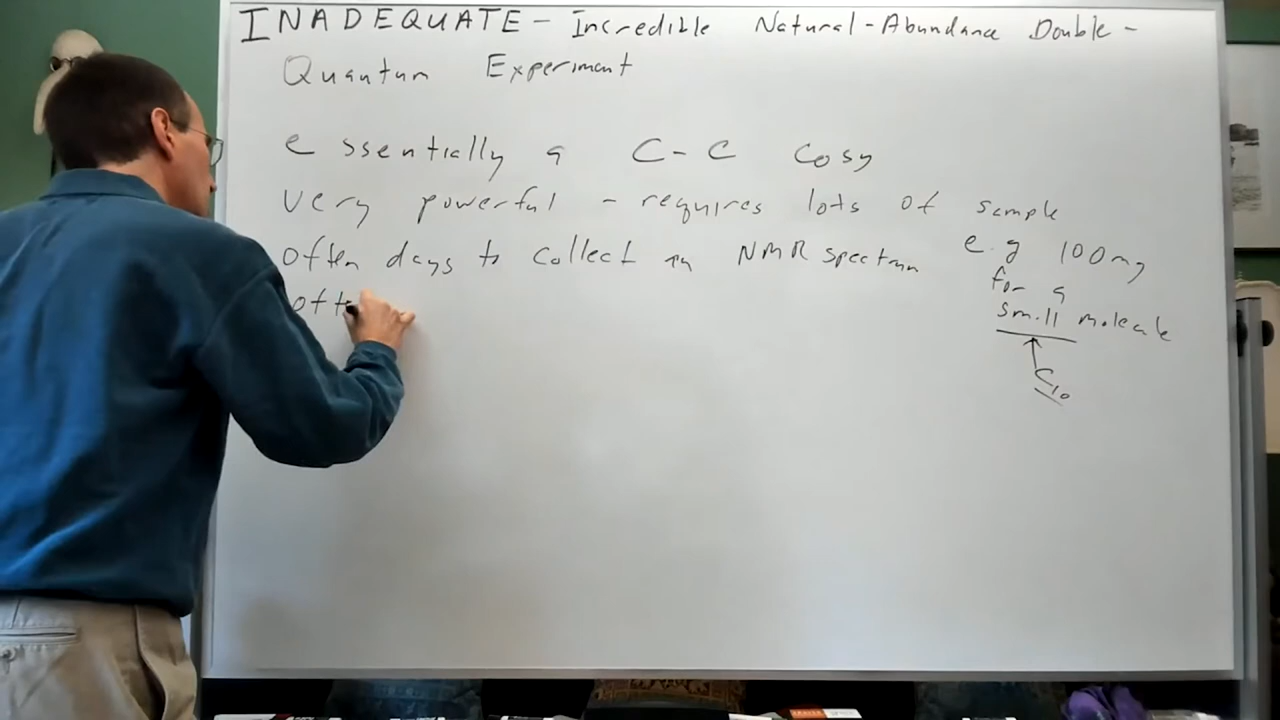 INADEQUATE - Incredible Natural-Abundance Double-
Quantum Experiment
essentially a C-C Cosy
very powerful - requires lots of sample
e.g 100mg
for a
small molecule
C10
often days to collect an NMR spectrum
ofte